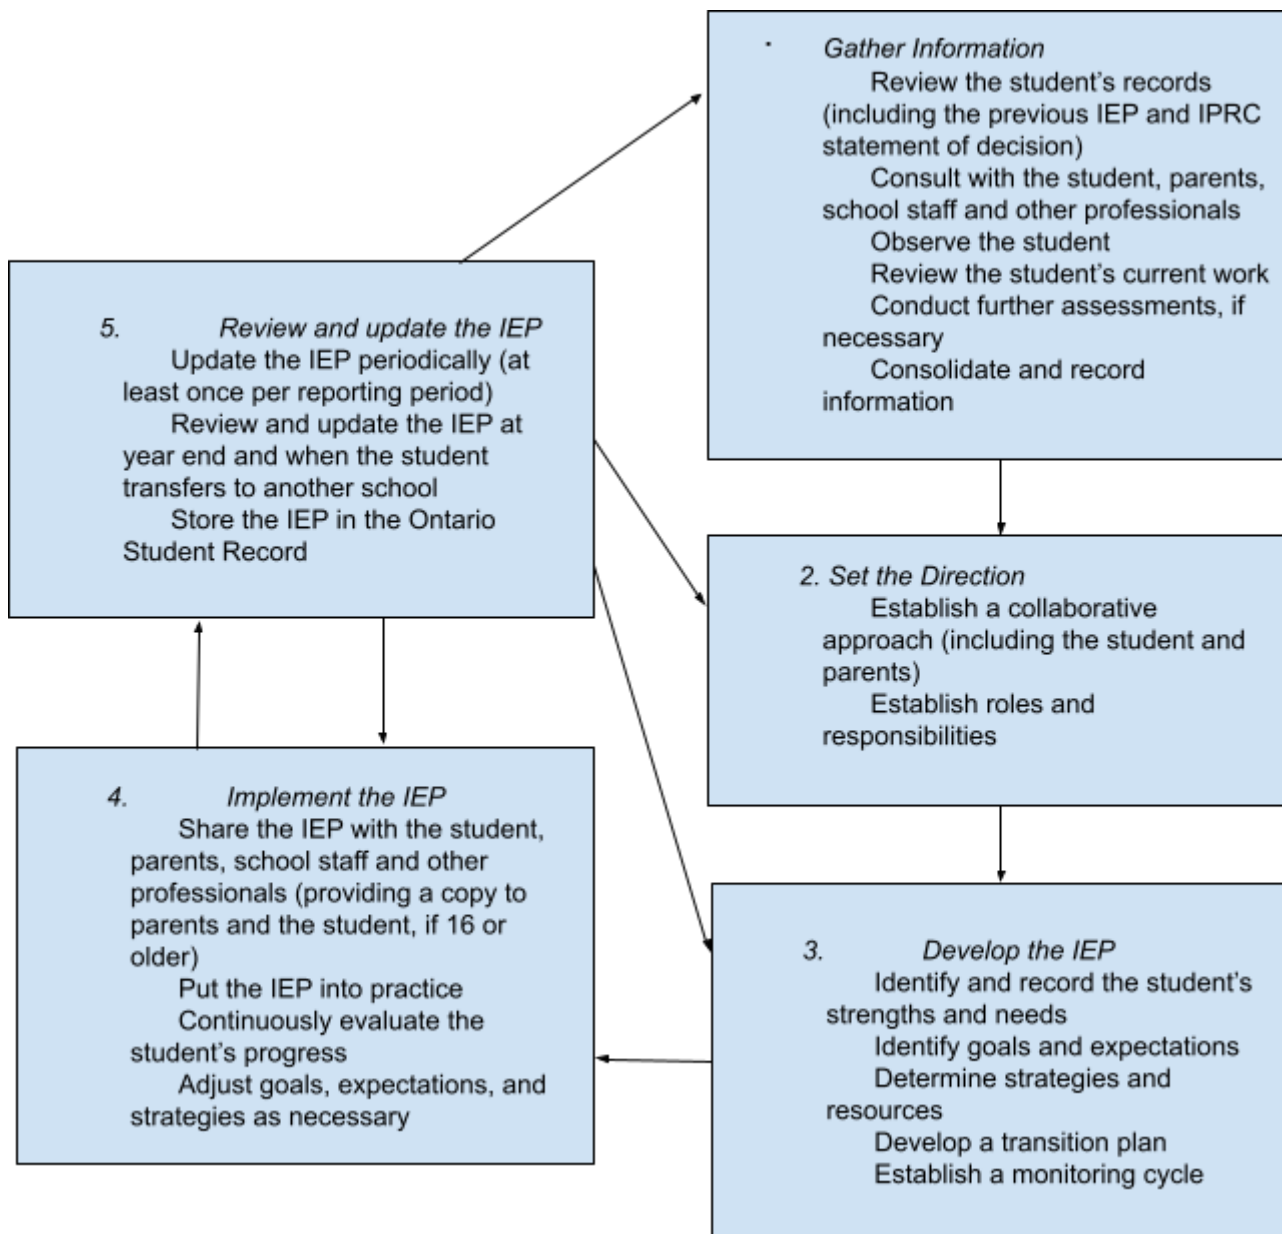 Gather Information
Review the student’s records
(including the previous IEP and IPRC
statement of decision)
Consult with the student, parents,
school staff and other professionals
Observe the student
Review the student’s current work
Conduct further assessments, if
necessary
Consolidate and record
information
2. Set the Direction
Establish a collaborative
approach (including the student and
parents)
Establish roles and
responsibilities
3. Develop the IEP
Identify and record the student’s
strengths and needs
Identify goals and expectations
Determine strategies and
resources
Develop a transition plan
Establish a monitoring cycle
4. Implement the IEP
Share the IEP with the student,
parents, school staff and other
professionals (providing a copy to
parents and the student, if 16 or
older)
Put the IEP into practice
Continuously evaluate the
student’s progress
Adjust goals, expectations, and
strategies as necessary
5. Review and update the IEP
Update the IEP periodically (at
least once per reporting period)
Review and update the IEP at
year end and when the student
transfers to another school
Store the IEP in the Ontario
Student Record